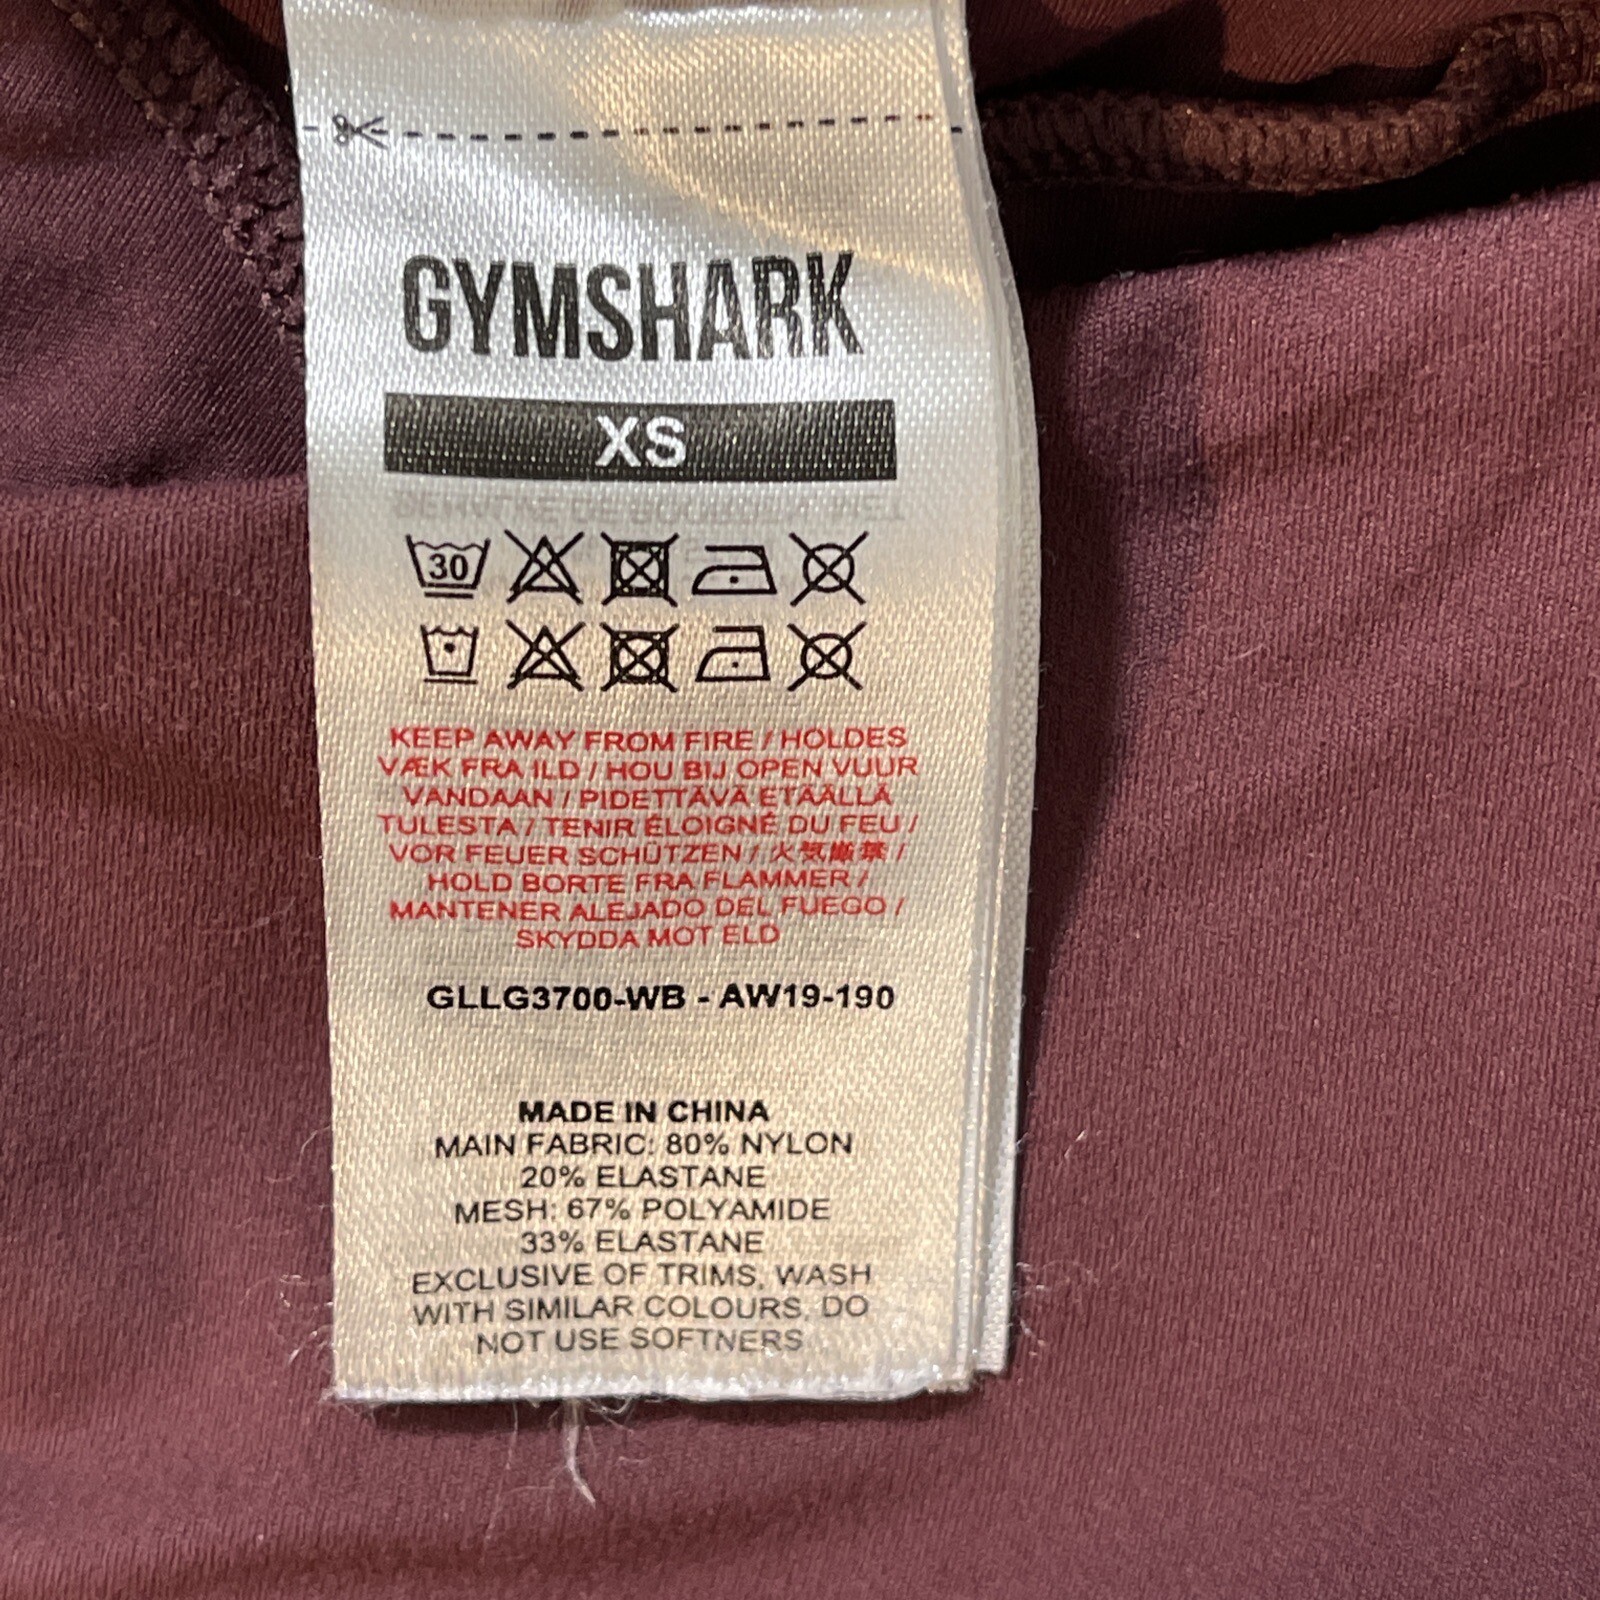 GYMSHARK
XS
30
KEEP AWAY FROM FIRE / HOLDES
VÆK FRA ILD / HOU BIJ OPEN VUUR
VANDAAN / PIDETTÄVÄ ETÄÄLLÄ
TULESTA / TENIR ÉLOIGNÉ DU FEU /
VOR FEUER SCHÜTZEN / 火気厳禁 /
HOLD BORTE FRA FLAMMER /
MANTENER ALEJADO DEL FUEGO /
SKYDDA MOT ELD
GLLG3700-WB - AW19-190
MADE IN CHINA
MAIN FABRIC: 80% NYLON
20% ELASTANE
MESH: 67% POLYAMIDE
33% ELASTANE
EXCLUSIVE OF TRIMS, WASH
WITH SIMILAR COLOURS, DO
NOT USE SOFTNERS